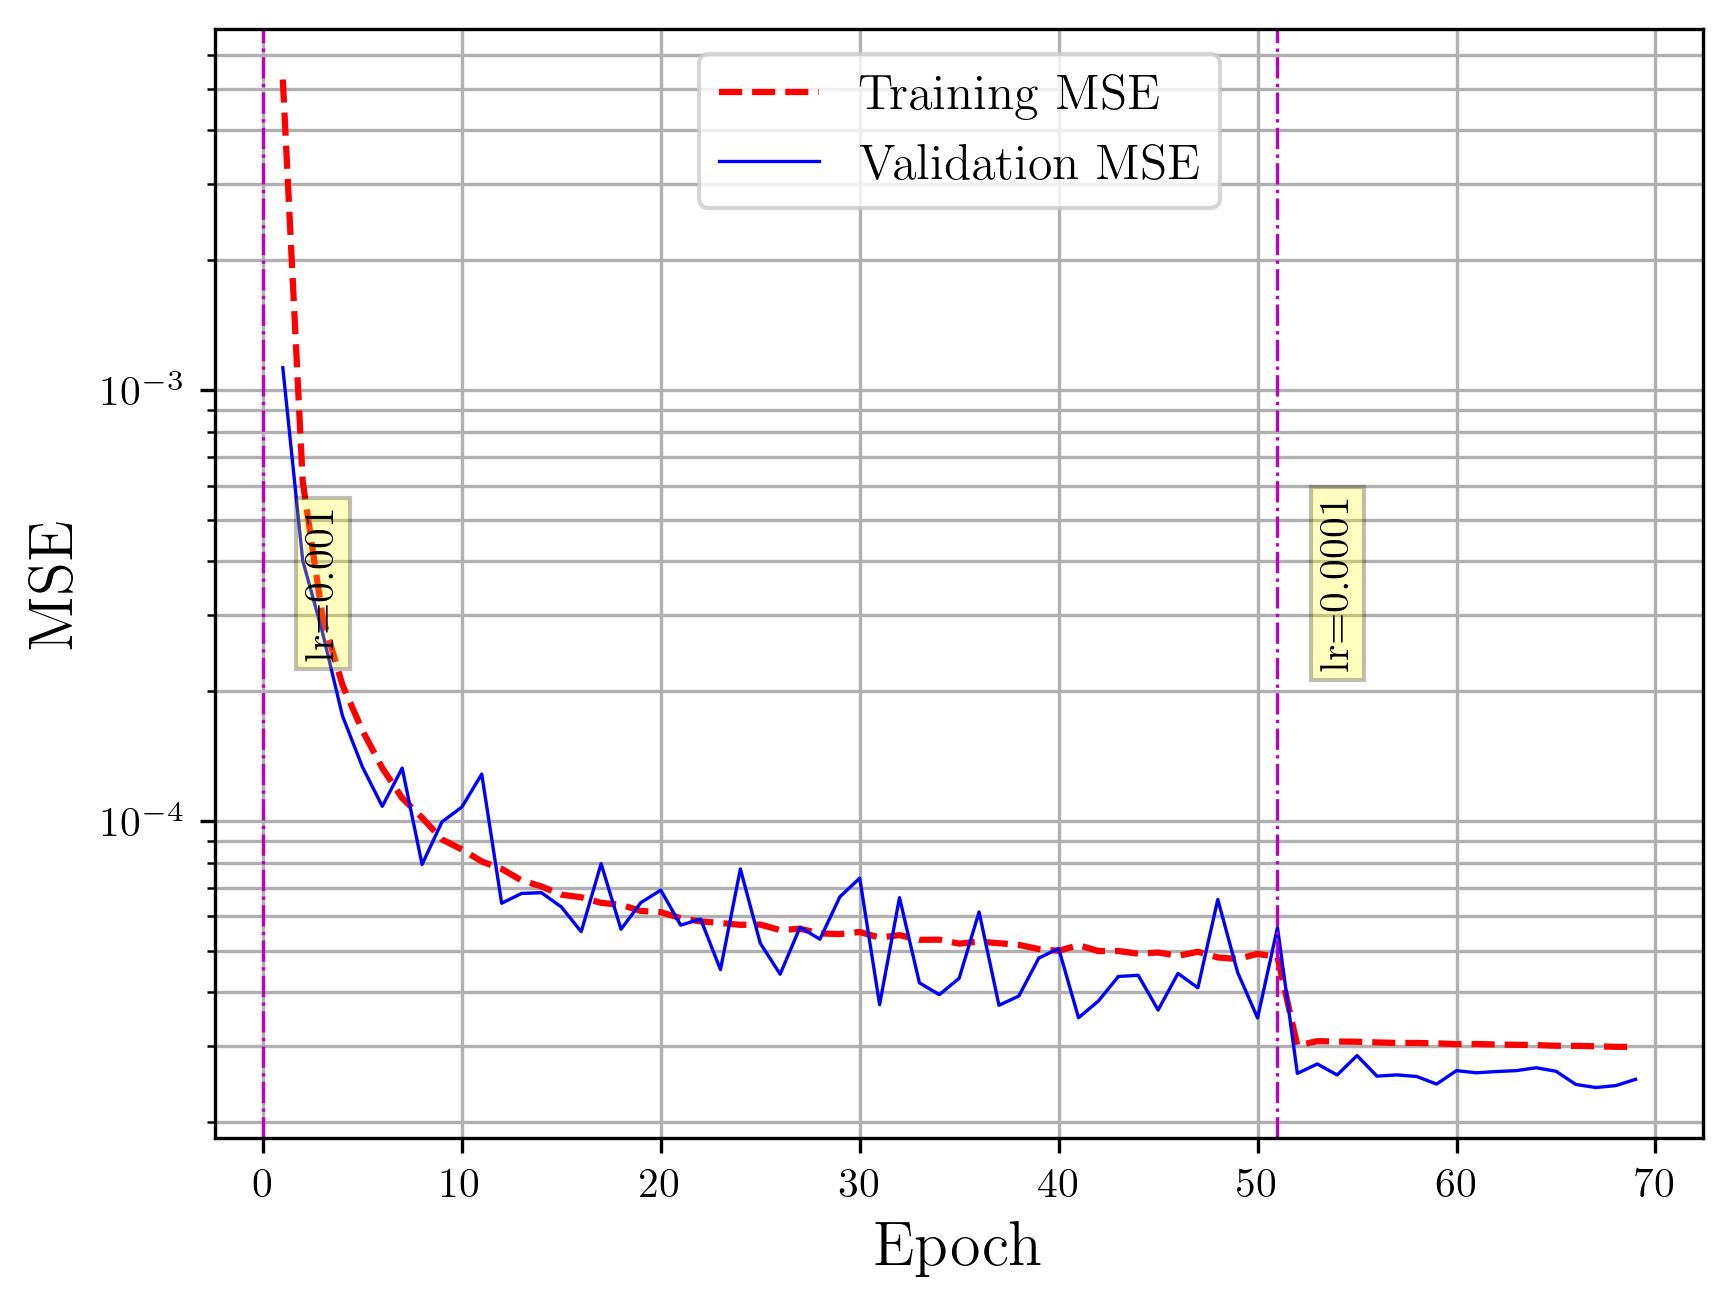 Training MSE
Validation MSE
MSE
10⁻³
10⁻⁴
lr=0.001
lr=0.0001
0 10 20 30 40 50 60 70
Epoch